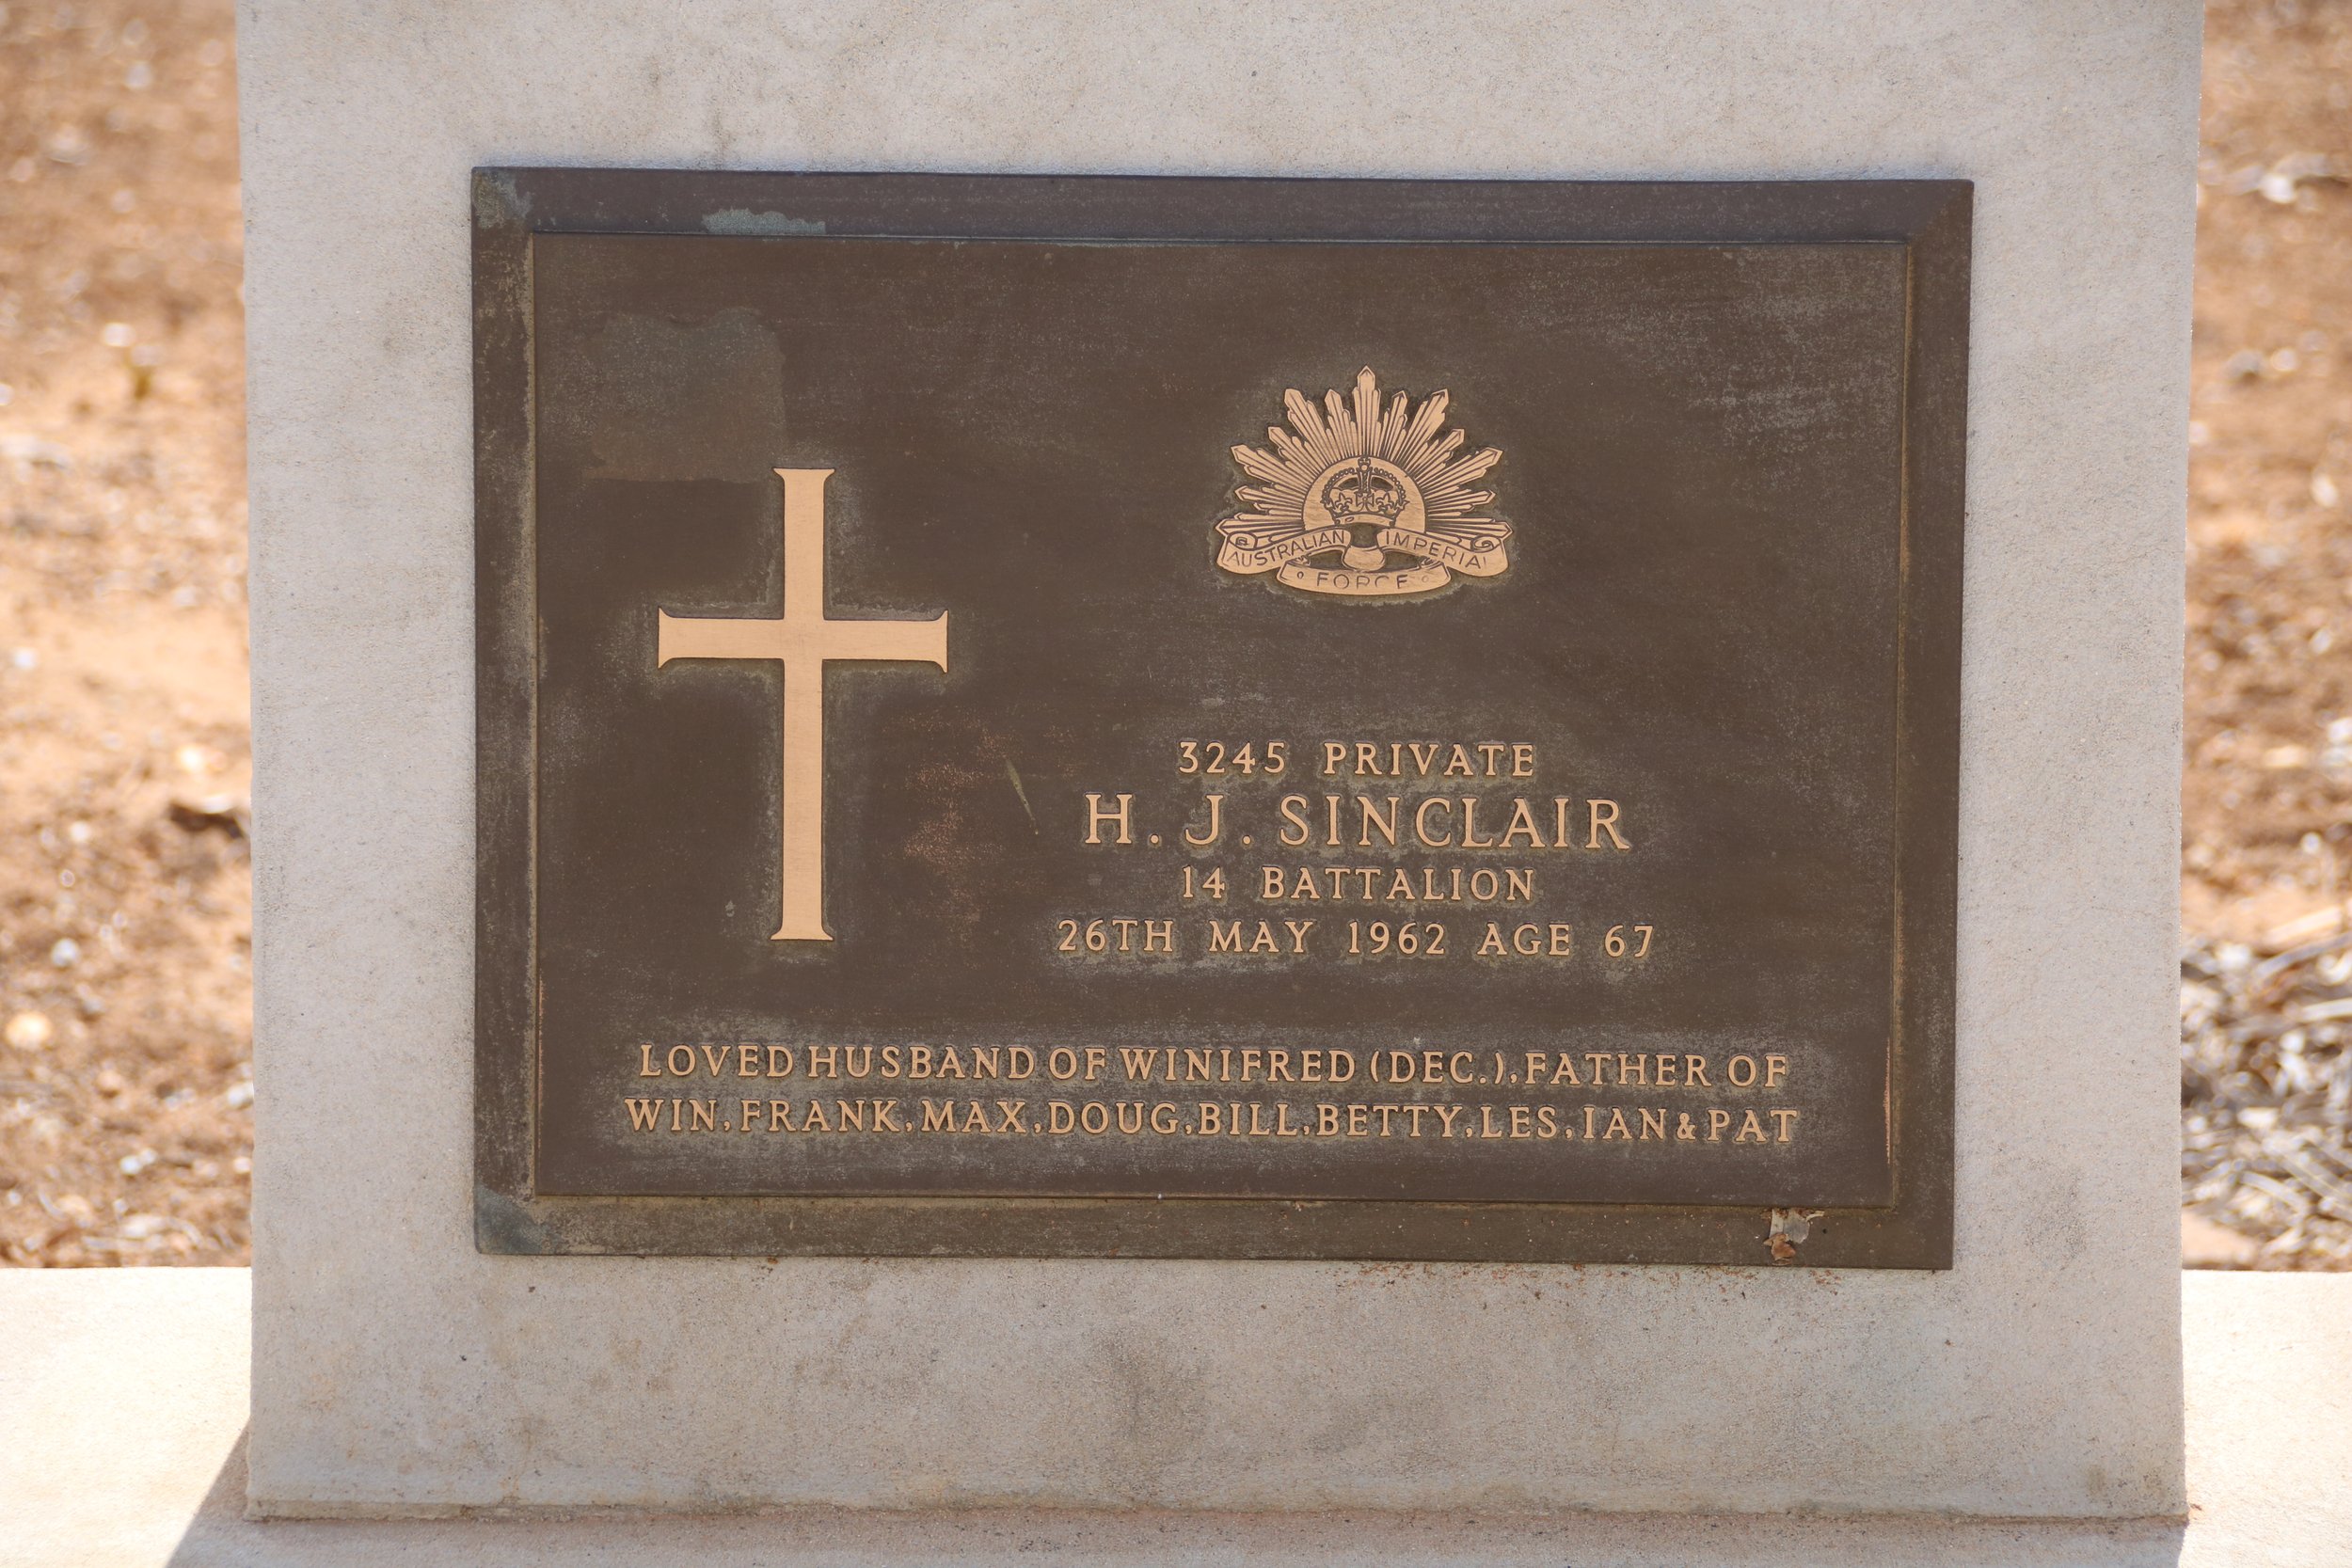 AUSTRALIAN IMPERIAL
FORCE
3245 PRIVATE
H. J. SINCLAIR
14 BATTALION
26TH MAY 1962 AGE 67
LOVED HUSBAND OF WINIFRED (DEC.), FATHER OF
WIN, FRANK, MAX, DOUG, BILL, BETTY, LES, IAN & PAT